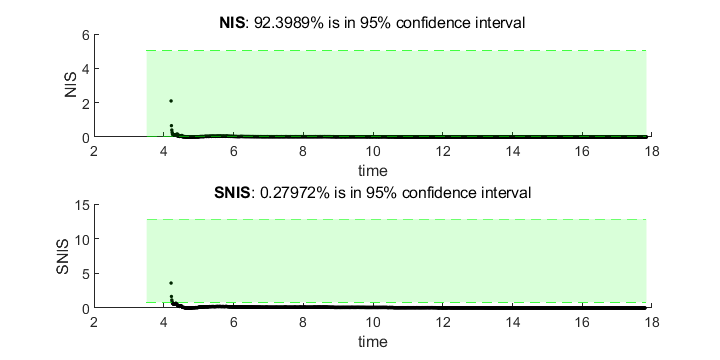 NIS: 92.3989% is in 95% confidence interval
6
4
2
0
NIS
2 4 6 8 10 12 14 16 18
time
SNIS: 0.27972% is in 95% confidence interval
15
10
5
0
SNIS
2 4 6 8 10 12 14 16 18
time